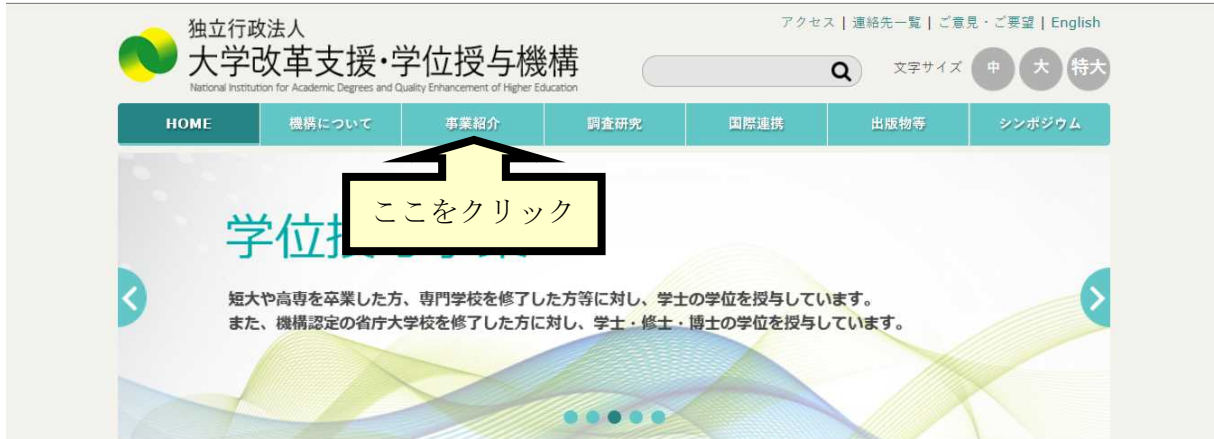 独立行政法人
大学改革支援・学位授与機構
National Institution for Academic Degrees and Quality Enhancement of Higher Education
アクセス | 連絡先一覧 | ご意見・ご要望 | English
文字サイズ 中 大 特大
HOME 機構について 事業紹介 調査研究 国際連携 出版物等 シンポジウム
ここをクリック
学位
短大や高専を卒業した方、専門学校を修了した方等に対し、学士の学位を授与しています。
また、機構認定の省庁大学校を修了した方に対し、学士・修士・博士の学位を授与しています。